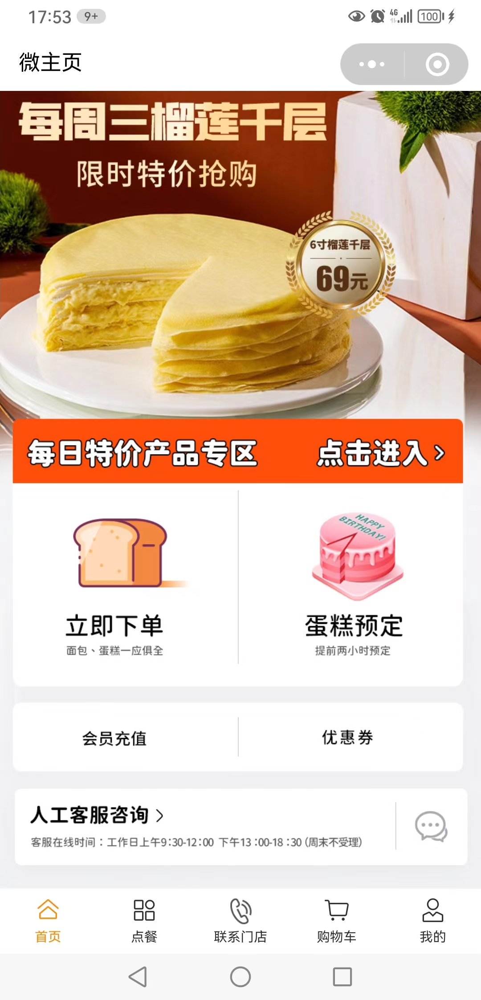 17:53 9+ 4G 100
微主页
每周三榴莲千层
限时特价抢购
6寸榴莲千层
69元
每日特价产品专区 点击进入
HAPPY
BIRTHDAY!
立即下单 蛋糕预定
面包、蛋糕一应俱全 提前两小时预定
会员充值 优惠券
人工客服咨询
客服在线时间：工作日上午9:30-12:00 下午13:00-18:30 (周末不受理)
首页 点餐 联系门店 购物车 我的